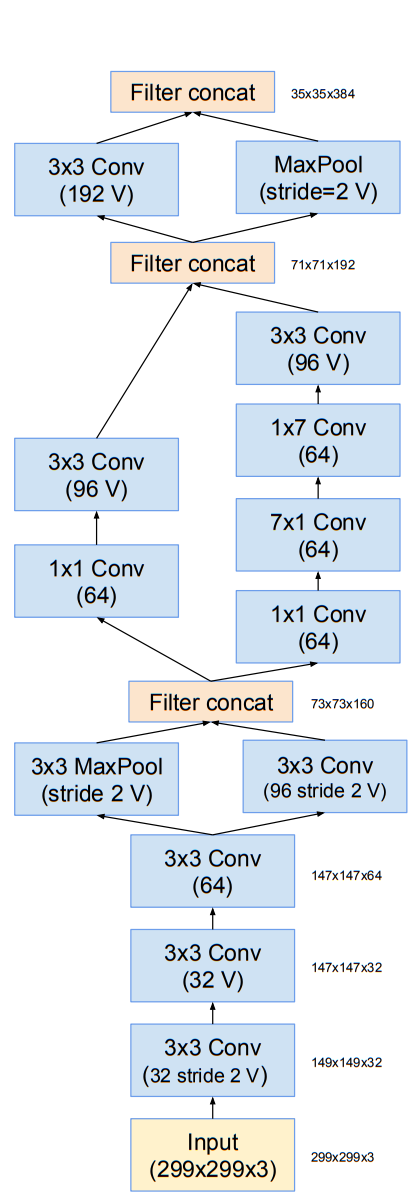 Filter concat
35x35x384
3x3 Conv
(192 V)
MaxPool
(stride=2 V)
Filter concat
71x71x192
3x3 Conv
(96 V)
1x7 Conv
(64)
3x3 Conv
(96 V)
7x1 Conv
(64)
1x1 Conv
(64)
1x1 Conv
(64)
Filter concat
73x73x160
3x3 MaxPool
(stride 2 V)
3x3 Conv
(96 stride 2 V)
3x3 Conv
(64)
147x147x64
3x3 Conv
(32 V)
147x147x32
3x3 Conv
(32 stride 2 V)
149x149x32
Input
(299x299x3)
299x299x3